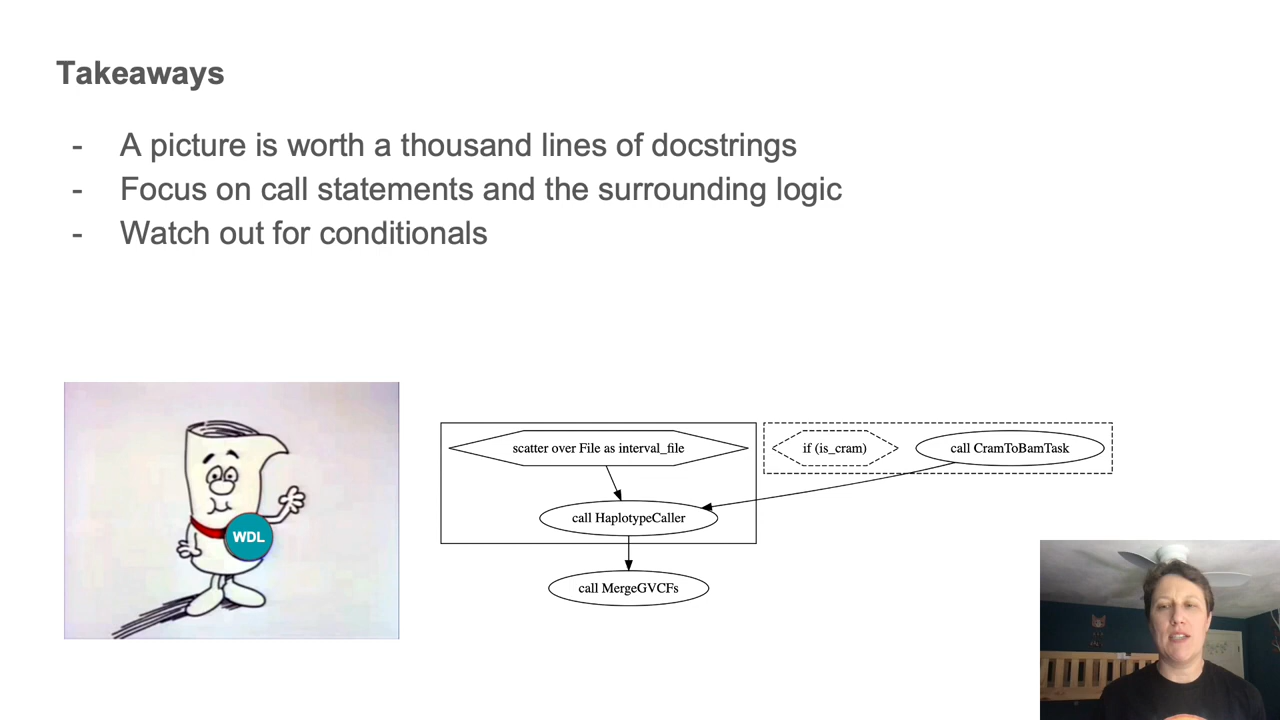 Takeaways
- A picture is worth a thousand lines of docstrings
- Focus on call statements and the surrounding logic
- Watch out for conditionals
WDL
scatter over File as interval_file
if (is_cram)
call CramToBamTask
call HaplotypeCaller
call MergeGVCFs